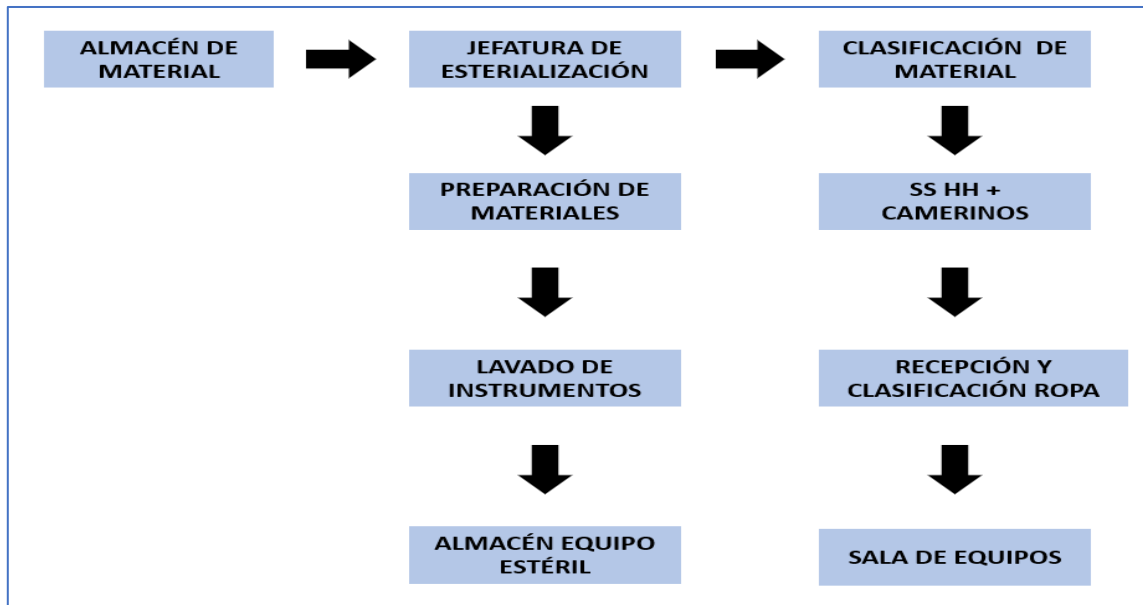 ALMACÉN DE
MATERIAL
JEFATURA DE
ESTERIALIZACIÓN
CLASIFICACIÓN DE
MATERIAL
PREPARACIÓN DE
MATERIALES
SS HH +
CAMERINOS
LAVADO DE
INSTRUMENTOS
RECEPCIÓN Y
CLASIFICACIÓN ROPA
ALMACÉN EQUIPO
ESTÉRIL
SALA DE EQUIPOS